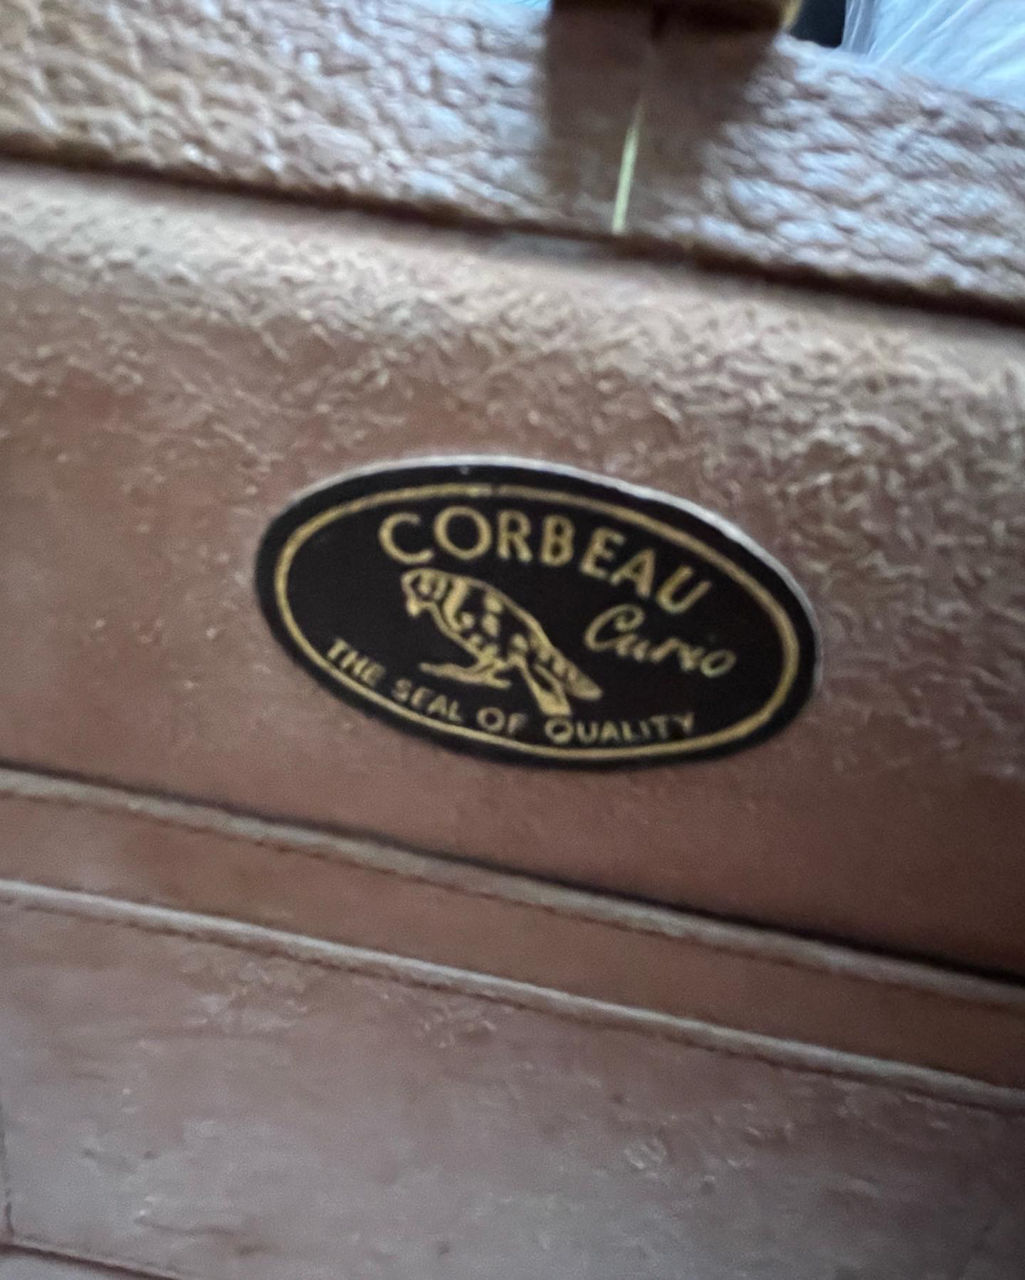 CORBEAU
Curio
THE SEAL OF QUALITY